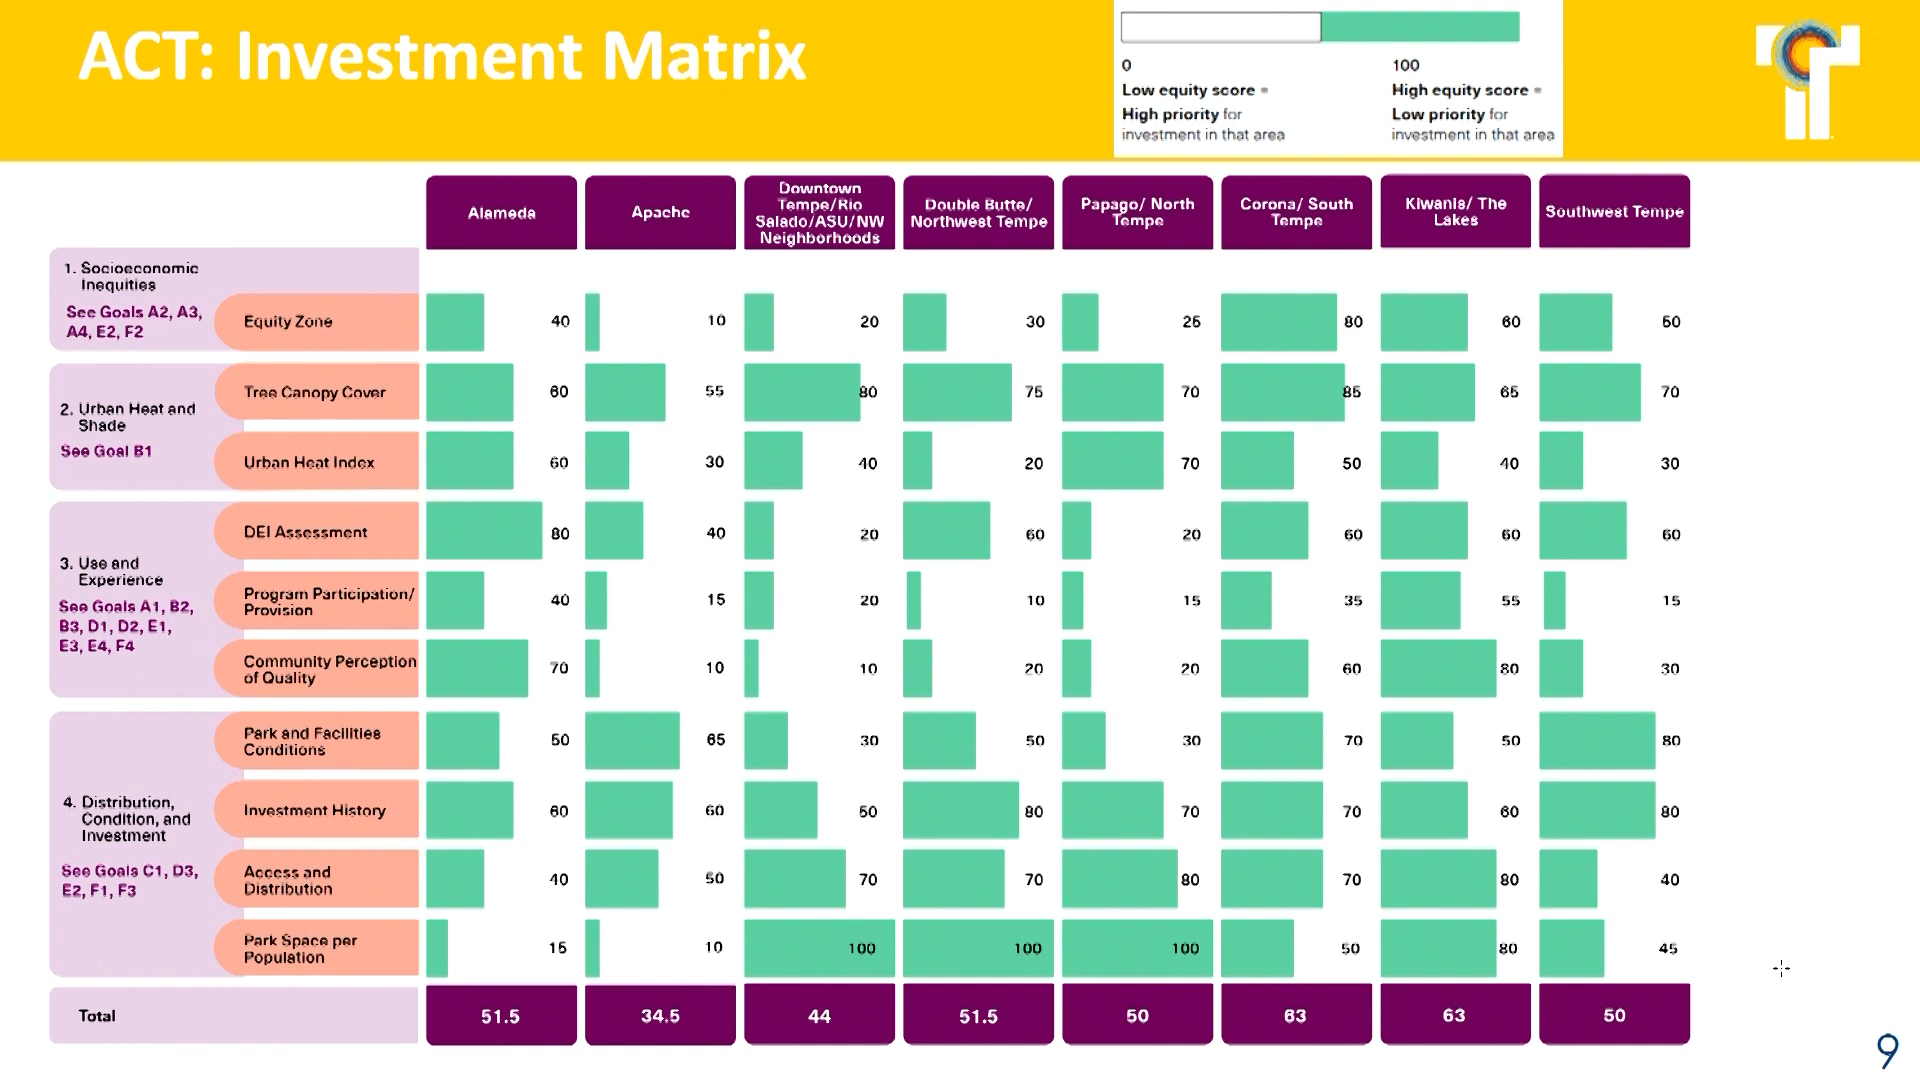 ACT: Investment Matrix
0
100
Low equity score =
High priority for
investment in that area
High equity score =
Low priority for
investment in that area
Alameda
Apache
Downtown
Tempe/Rio
Salado/ASU/NW
Neighborhoods
Double Butte/
Northwest Tempe
Papago/ North
Tempe
Corona/ South
Tempe
Kiwanis/ The
Lakes
Southwest Tempe
1. Socioeconomic
Inequities
See Goals A2, A3,
A4, E2, F2
Equity Zone 40 10 20 30 25 80 60 50
2. Urban Heat and
Shade
See Goal B1
Tree Canopy Cover 60 55 80 75 70 85 65 70
Urban Heat Index 60 30 40 20 70 50 40 30
3. Use and
Experience
See Goals A1, B2,
B3, D1, D2, E1,
E3, E4, F4
DEI Assessment 80 40 20 60 20 60 60 60
Program Participation/
Provision 40 15 20 10 15 35 55 15
Community Perception
of Quality 70 10 10 20 20 60 80 30
4. Distribution,
Condition, and
Investment
See Goals C1, D3,
E2, F1, F3
Park and Facilities
Conditions 50 65 30 50 30 70 50 80
Investment History 60 60 50 80 70 70 60 80
Access and
Distribution 40 50 70 70 80 70 80 40
Park Space per
Population 15 10 100 100 100 50 80 45
Total 51.5 34.5 44 51.5 50 63 63 50
9